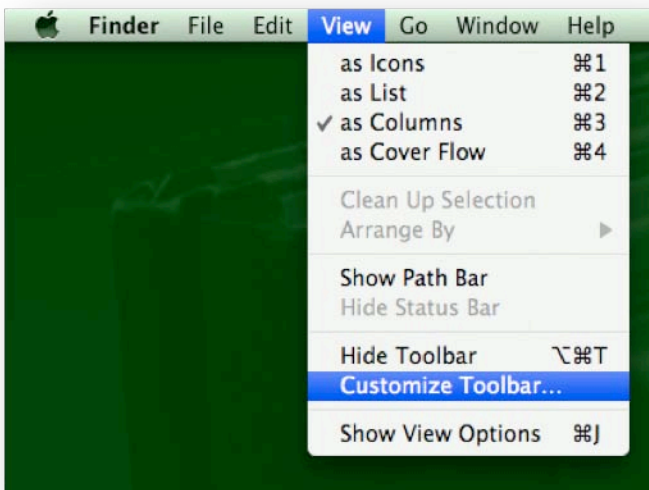 Finder File Edit View Go Window Help
as Icons ⌘1
as List ⌘2
✓ as Columns ⌘3
as Cover Flow ⌘4
Clean Up Selection
Arrange By ▶
Show Path Bar
Hide Status Bar
Hide Toolbar ⌥⌘T
Customize Toolbar...
Show View Options ⌘J